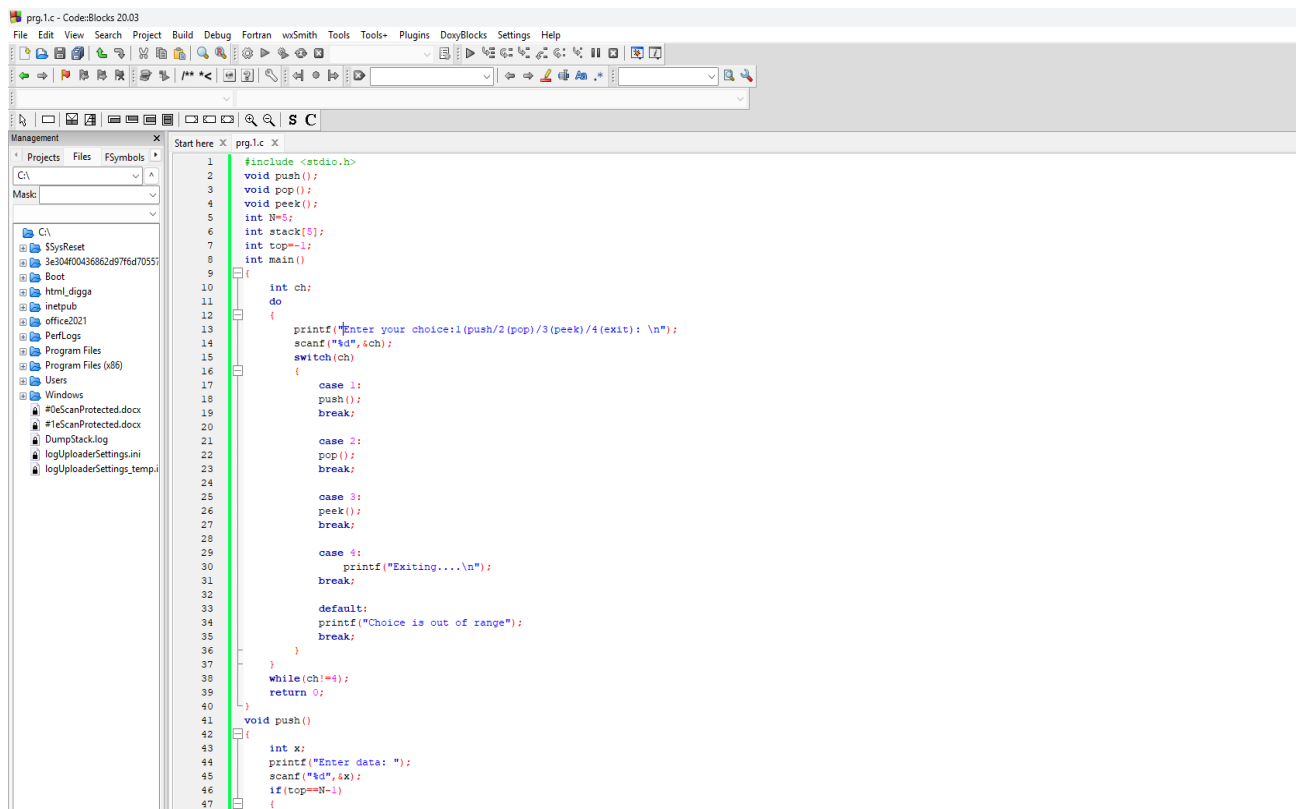 prg.1.c - Code::Blocks 20.03
File Edit View Search Project Build Debug Fortran wxSmith Tools Tools+ Plugins DoxyBlocks Settings Help
/** *<
S C
Management
Projects Files FSymbols
C:\
Mask:
C:\
$SysReset
3e304f00436862d97f6d70557
Boot
html_digga
inetpub
office2021
PerfLogs
Program Files
Program Files (x86)
Users
Windows
#0eScanProtected.docx
#1eScanProtected.docx
DumpStack.log
logUploaderSettings.ini
logUploaderSettings_temp.i
Start here X prg.1.c X
1 #include <stdio.h>
2 void push();
3 void pop();
4 void peek();
5 int N=5;
6 int stack[5];
7 int top=-1;
8 int main()
9 {
10 int ch;
11 do
12 {
13 printf("Enter your choice:1(push/2(pop)/3(peek)/4(exit): \n");
14 scanf("%d",&ch);
15 switch(ch)
16 {
17 case 1:
18 push();
19 break;
20
21 case 2:
22 pop();
23 break;
24
25 case 3:
26 peek();
27 break;
28
29 case 4:
30 printf("Exiting....\n");
31 break;
32
33 default:
34 printf("Choice is out of range");
35 break;
36 }
37 }
38 while(ch!=4);
39 return 0;
40 }
41 void push()
42 {
43 int x;
44 printf("Enter data: ");
45 scanf("%d",&x);
46 if(top==N-1)
47 {